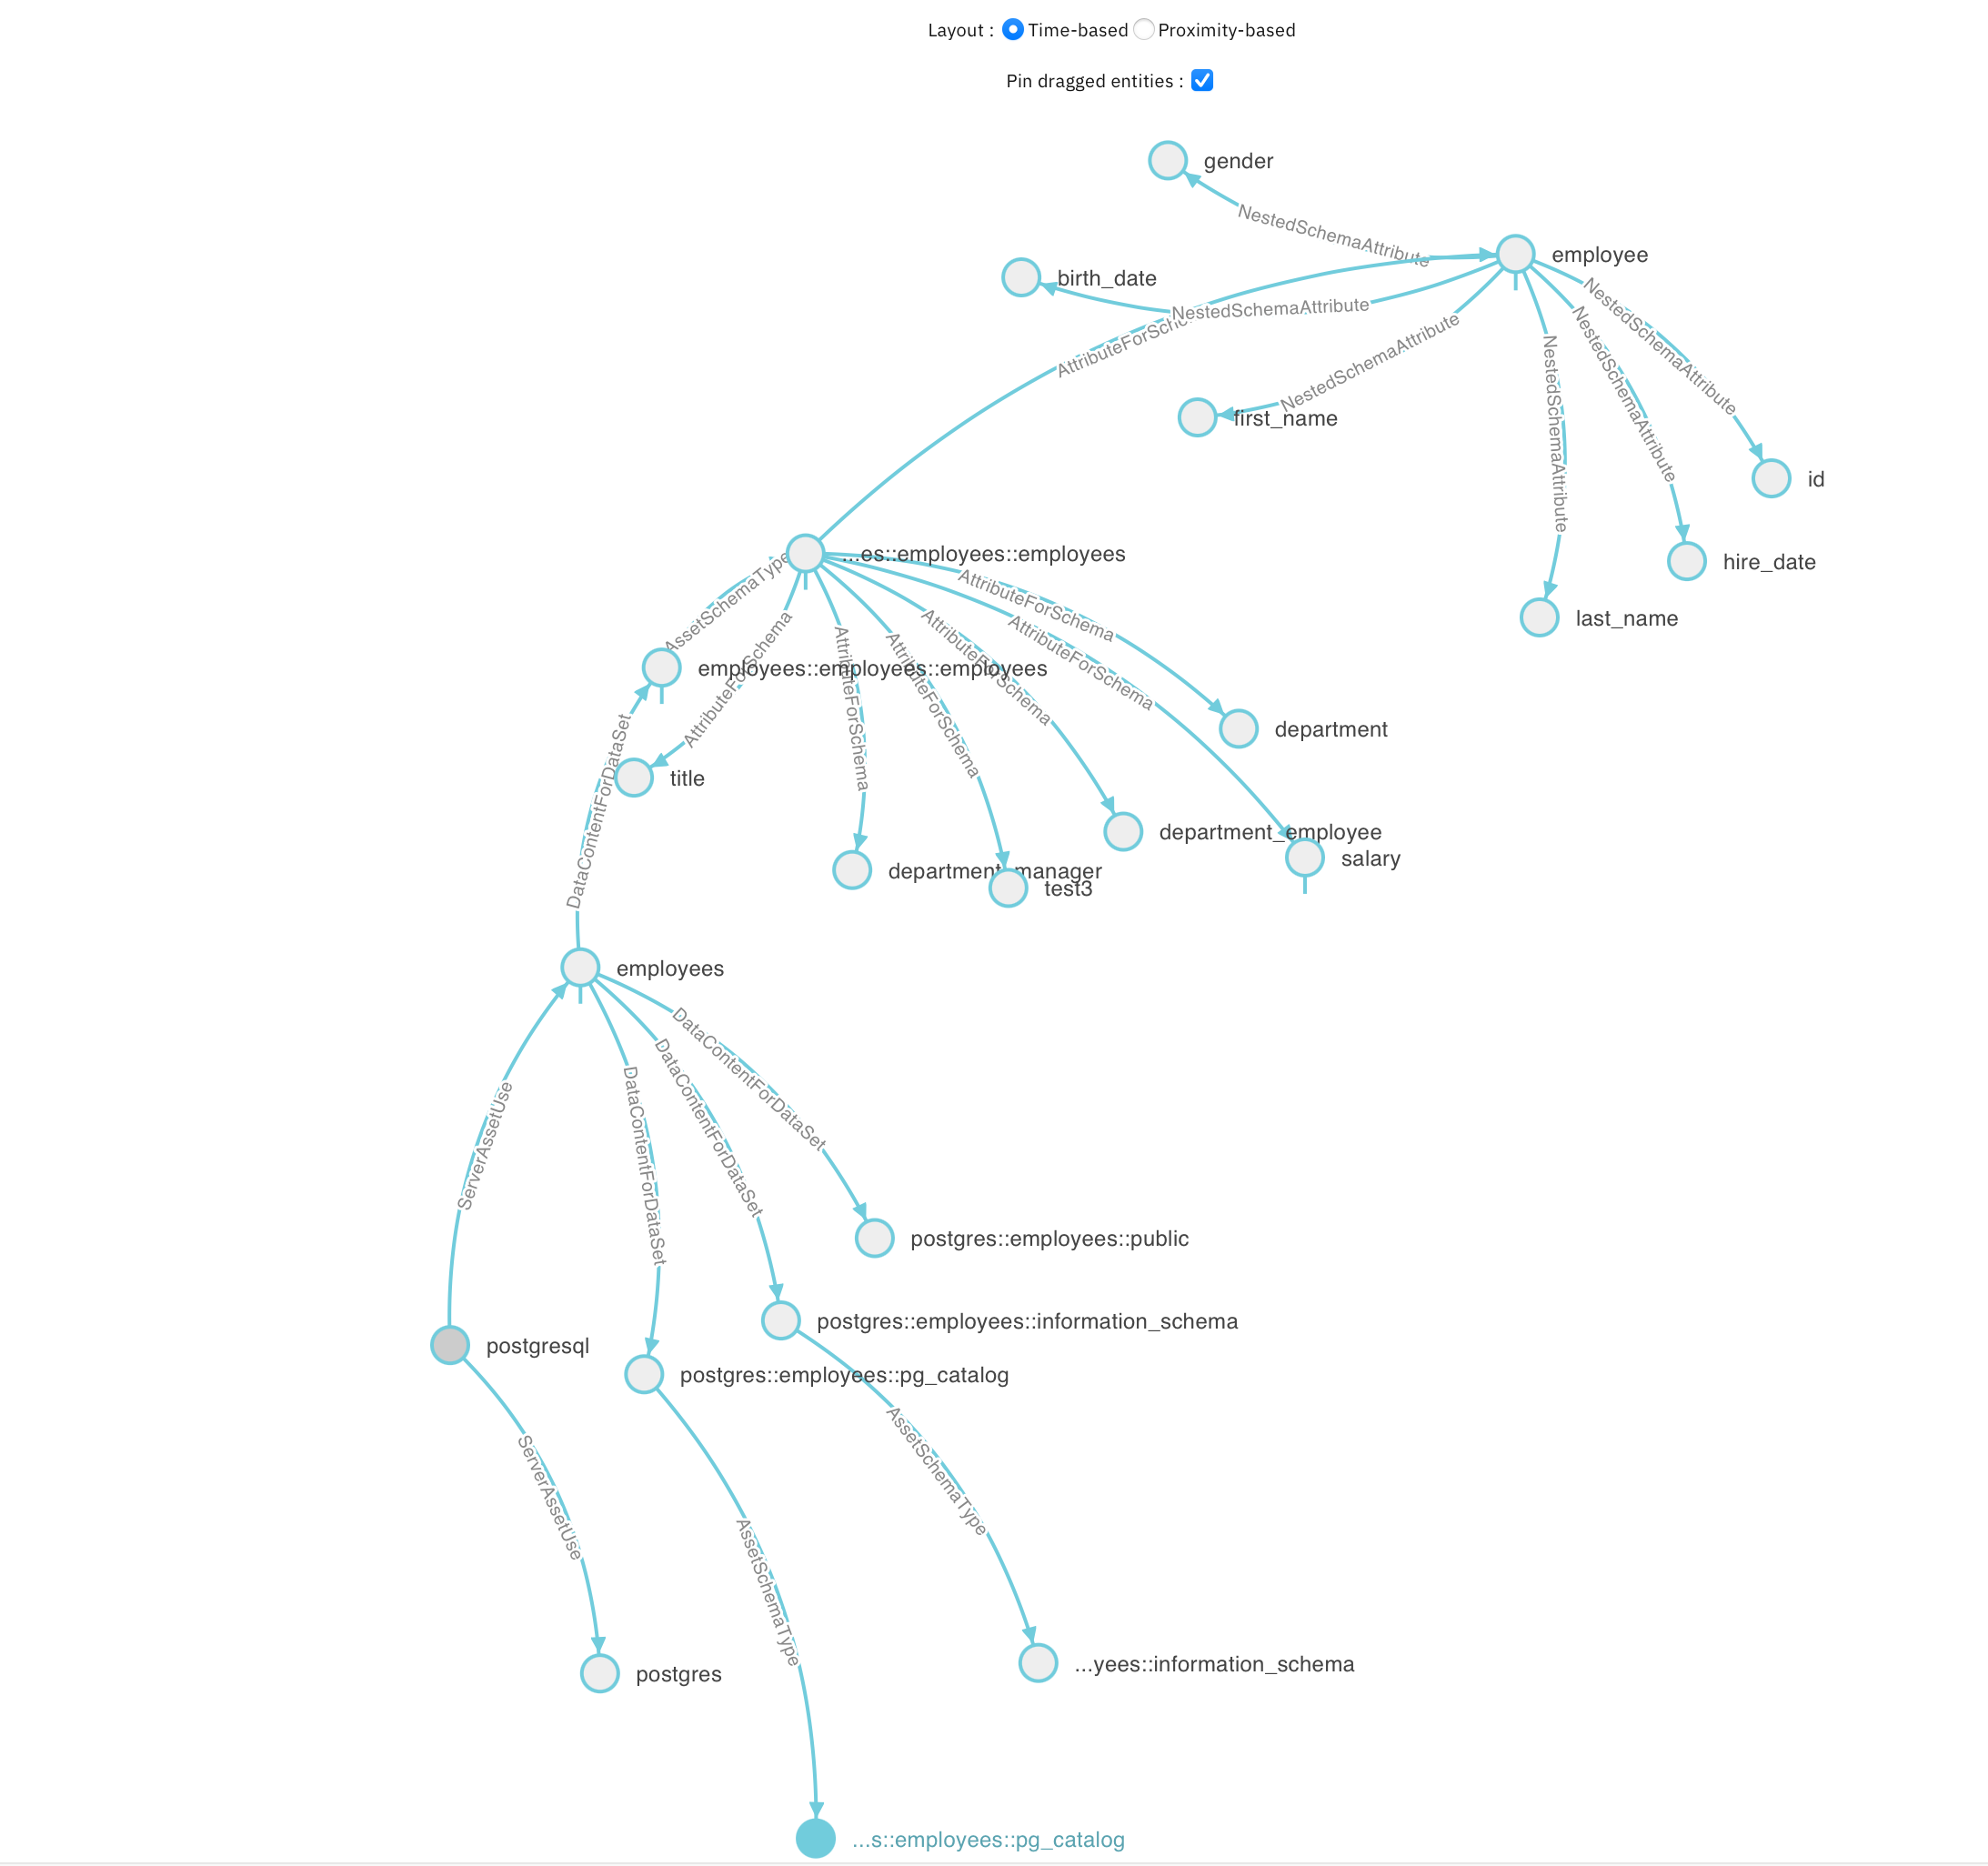 Layout : Time-based Proximity-based
Pin dragged entities :
gender
NestedSchemaAttribute
employee
birth_date
NestedSchemaAttribute
AttributeForSche
NestedSchemaAttribute
first_name
NestedSchemaAttribute
NestedSchemaAttribute
NestedSchemaAttribute
id
hire_date
last_name
...es::employees::employees
AssetSchemaType
AttributeForSchema
AttributeForSchema
AttributeForSchema
AttributeForSchema
AttributeForSchema
AttributeForSchema
employees::employees::employees
DataContentForDataSet
title
department
department_employee
salary
department_manager
test3
employees
DataContentForDataSet
DataContentForDataSet
DataContentForDataSet
ServerAssetUse
postgres::employees::public
postgres::employees::information_schema
postgresql
postgres::employees::pg_catalog
AssetSchemaType
ServerAssetUse
AssetSchemaType
...yees::information_schema
postgres
...s::employees::pg_catalog